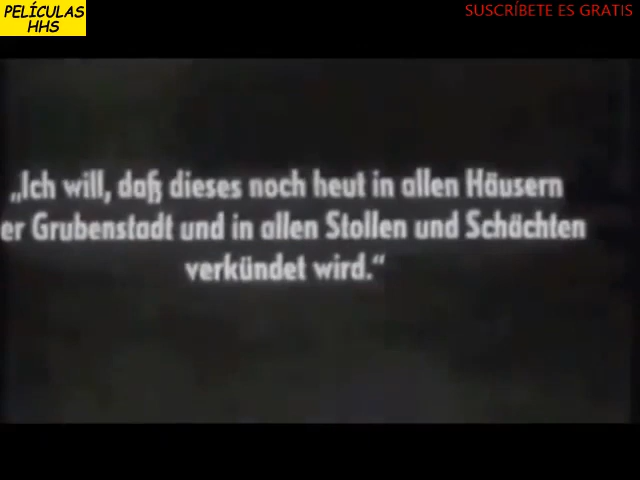 PELÍCULAS
HHS
SUSCRÍBETE ES GRATIS
„Ich will, daß dieses noch heut in allen Häusern
er Grubenstadt und in allen Stollen und Schächten
verkündet wird.“